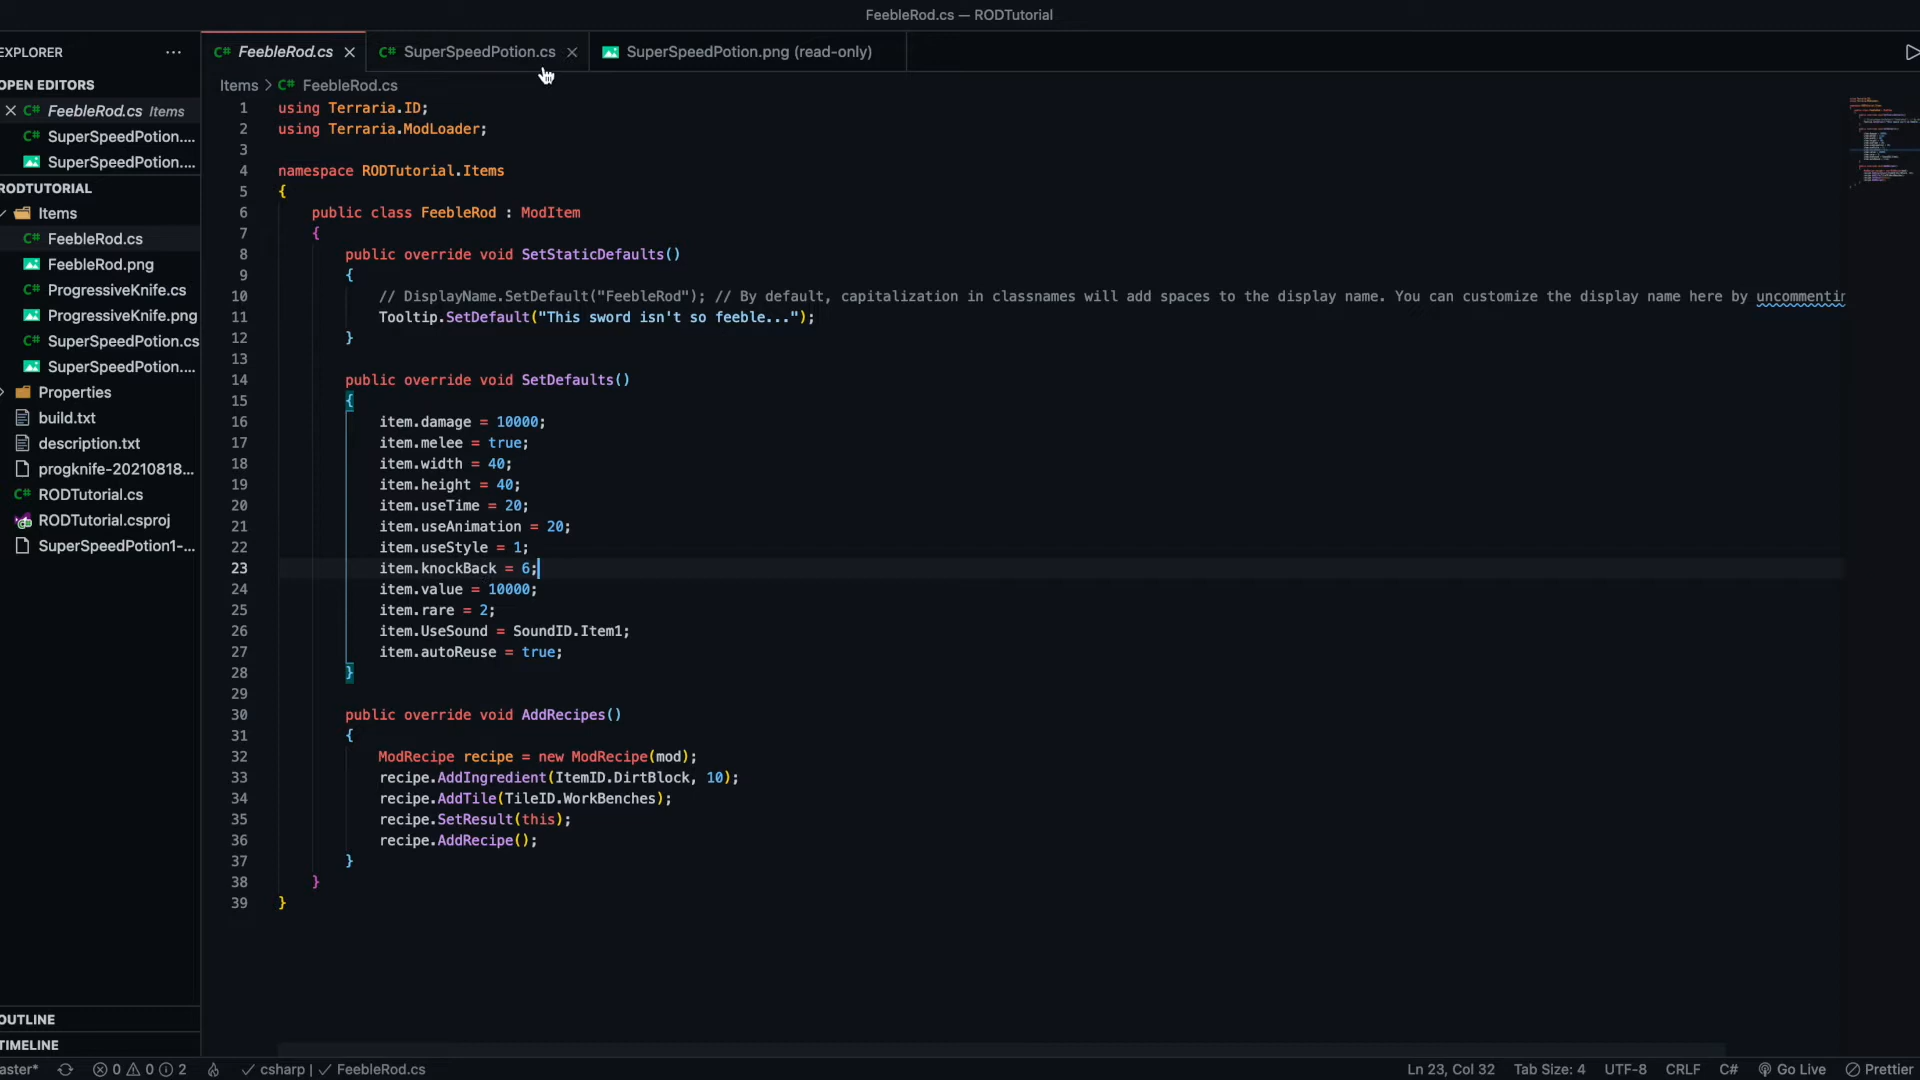 FeebleRod.cs — RODTutorial
EXPLORER
FeebleRod.cs
SuperSpeedPotion.cs
SuperSpeedPotion.png (read-only)
OPEN EDITORS
FeebleRod.cs Items
SuperSpeedPotion....
SuperSpeedPotion....
RODTUTORIAL
Items
FeebleRod.cs
FeebleRod.png
ProgressiveKnife.cs
ProgressiveKnife.png
SuperSpeedPotion.cs
SuperSpeedPotion....
Properties
build.txt
description.txt
progknife-20210818...
RODTutorial.cs
RODTutorial.csproj
SuperSpeedPotion1-...
OUTLINE
TIMELINE
Items > FeebleRod.cs
1 using Terraria.ID;
2 using Terraria.ModLoader;
3
4 namespace RODTutorial.Items
5 {
6 public class FeebleRod : ModItem
7 {
8 public override void SetStaticDefaults()
9 {
10 // DisplayName.SetDefault("FeebleRod"); // By default, capitalization in classnames will add spaces to the display name. You can customize the display name here by uncommentin
11 Tooltip.SetDefault("This sword isn't so feeble...");
12 }
13
14 public override void SetDefaults()
15 {
16 item.damage = 10000;
17 item.melee = true;
18 item.width = 40;
19 item.height = 40;
20 item.useTime = 20;
21 item.useAnimation = 20;
22 item.useStyle = 1;
23 item.knockBack = 6;
24 item.value = 10000;
25 item.rare = 2;
26 item.UseSound = SoundID.Item1;
27 item.autoReuse = true;
28 }
29
30 public override void AddRecipes()
31 {
32 ModRecipe recipe = new ModRecipe(mod);
33 recipe.AddIngredient(ItemID.DirtBlock, 10);
34 recipe.AddTile(TileID.WorkBenches);
35 recipe.SetResult(this);
36 recipe.AddRecipe();
37 }
38 }
39 }
aster* 0 0 2 csharp | FeebleRod.cs Ln 23, Col 32 Tab Size: 4 UTF-8 CRLF C# Go Live Prettier